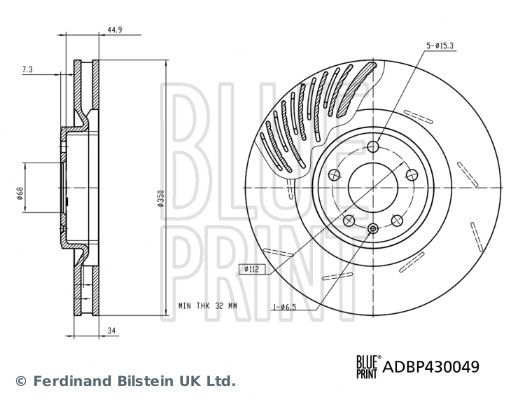 44.9
7.3
5-ø15.3
BLUE
PRINT
ø68
ø350
ø112
1-ø6.5
MIN THK 32 MM
34
BLUE
PRINT® ADBP430049
© Ferdinand Bilstein UK Ltd.